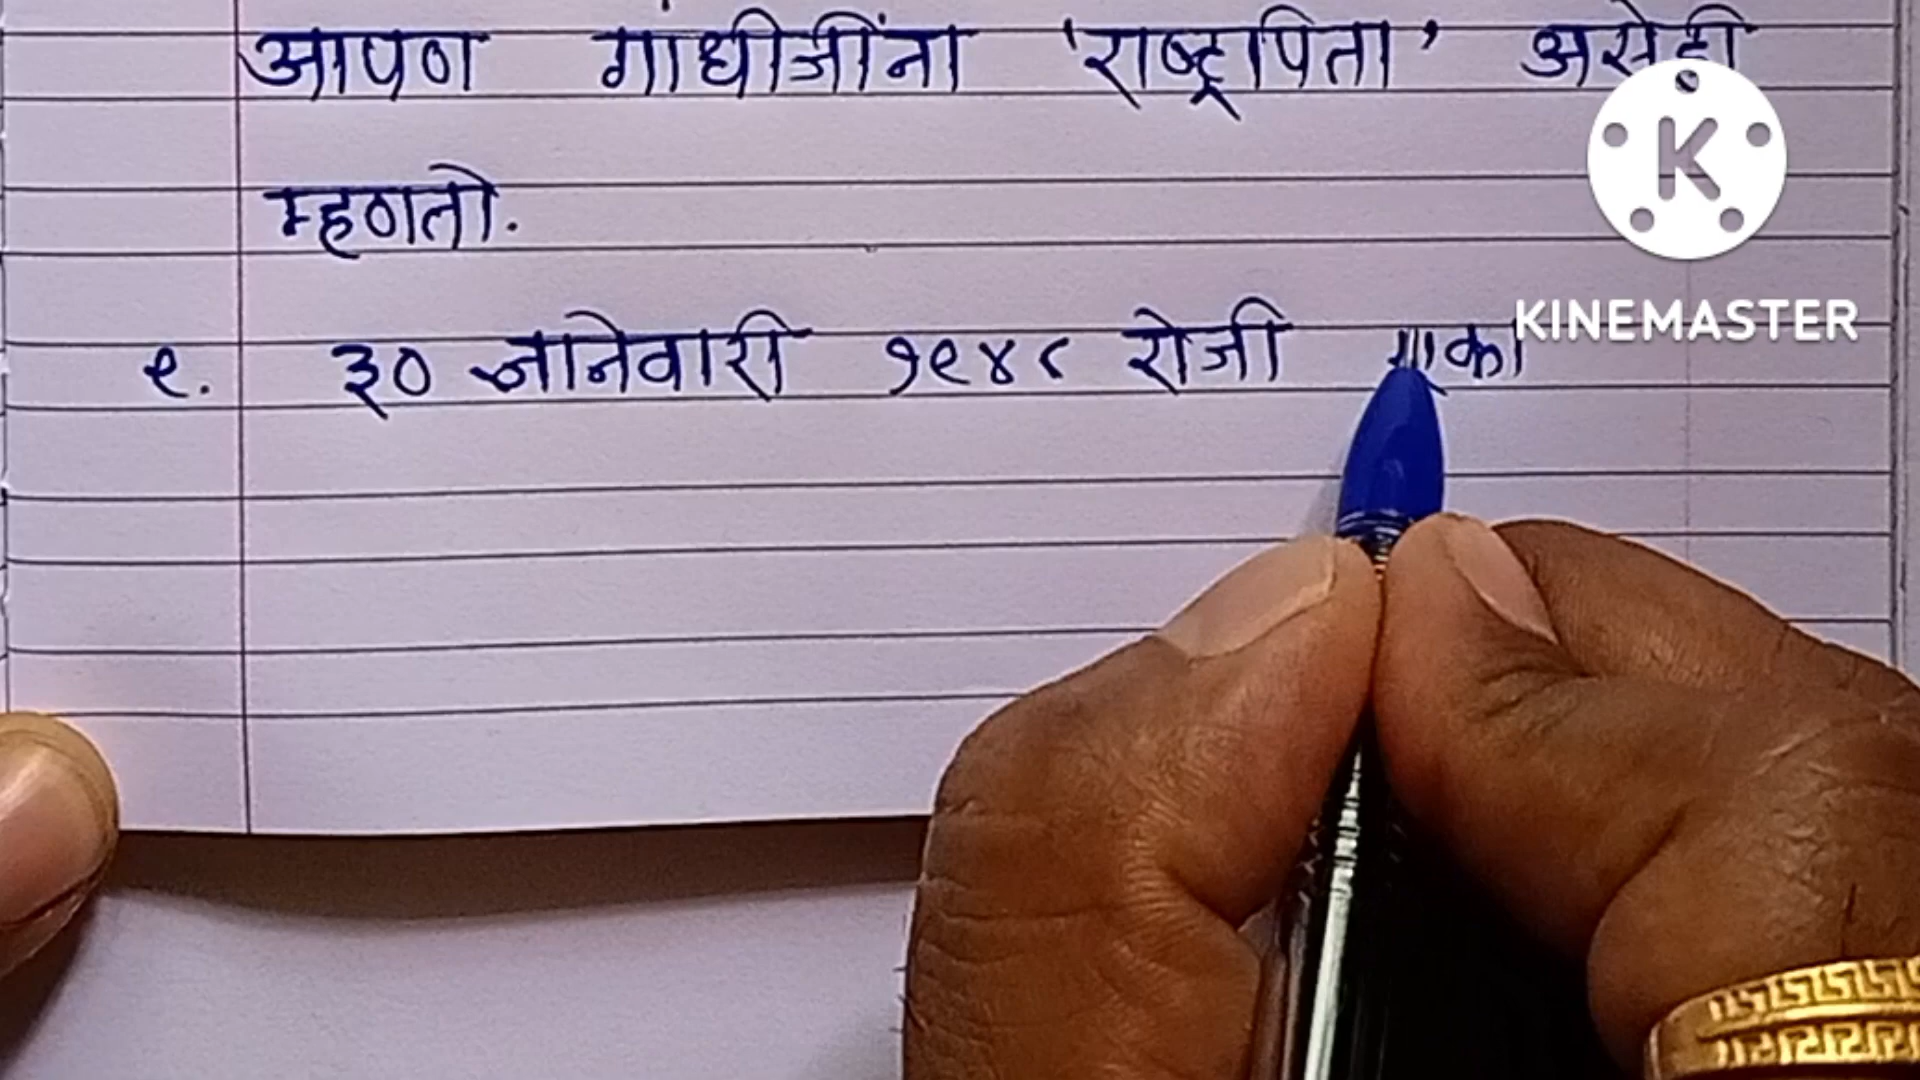 आपण गांधीजींना 'राष्ट्रपिता' असेही
म्हणतो.
KINEMASTER
९. ३० जानेवारी १९४८ रोजी